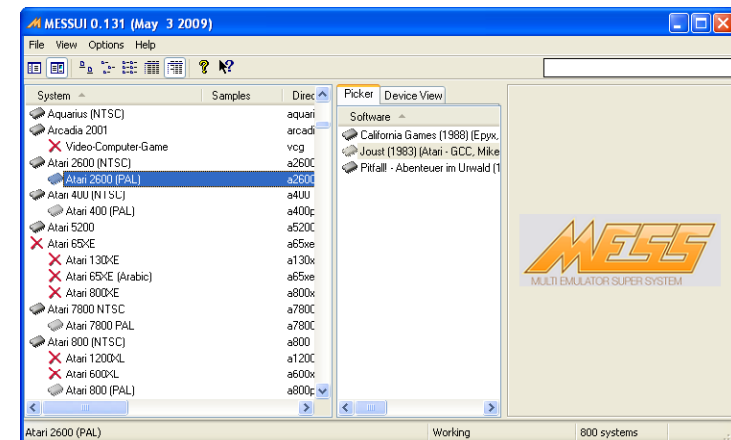 MESSUI 0.131 (May 3 2009)
File View Options Help
System Samples Direc
Aquarius (NTSC) aquari
Arcadia 2001 arcadi
Video-Computer-Game vcg
Atari 2600 (NTSC) a2600
Atari 2600 (PAL) a2600
Atari 400 (NTSC) a400
Atari 400 (PAL) a400p
Atari 5200 a5200
Atari 65XE a65xe
Atari 130XE a130x
Atari 65XE (Arabic) a65xe
Atari 800XE a800x
Atari 7800 NTSC a7800
Atari 7800 PAL a7800
Atari 800 (NTSC) a800
Atari 1200XL a1200
Atari 600XL a600x
Atari 800 (PAL) a800p
Picker Device View
Software
California Games (1988) (Epyx,
Joust (1983) (Atari - GCC, Mike
Pitfall! - Abenteuer im Urwald (1
MESS
MULTI EMULATOR SUPER SYSTEM
Atari 2600 (PAL) Working 800 systems